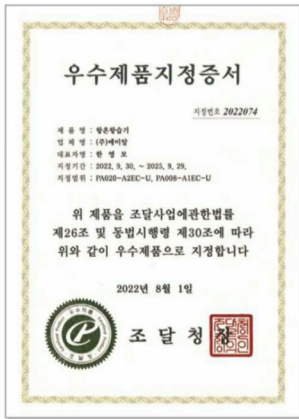 우수제품지정증서
지정번호 2022074
제 품 명 : 항온항습기
업 체 명 : (주)에이알
대표자명 : 한 영 모
지정기간 : 2022. 9. 30. ~ 2025. 9. 29.
지정범위 : PA020-A2EC-U, PA008-A1EC-U
위 제품을 조달사업에관한법률
제26조 및 동법시행령 제30조에 따라
위와 같이 우수제품으로 지정합니다
2022년 8월 1일
조 달 청 장